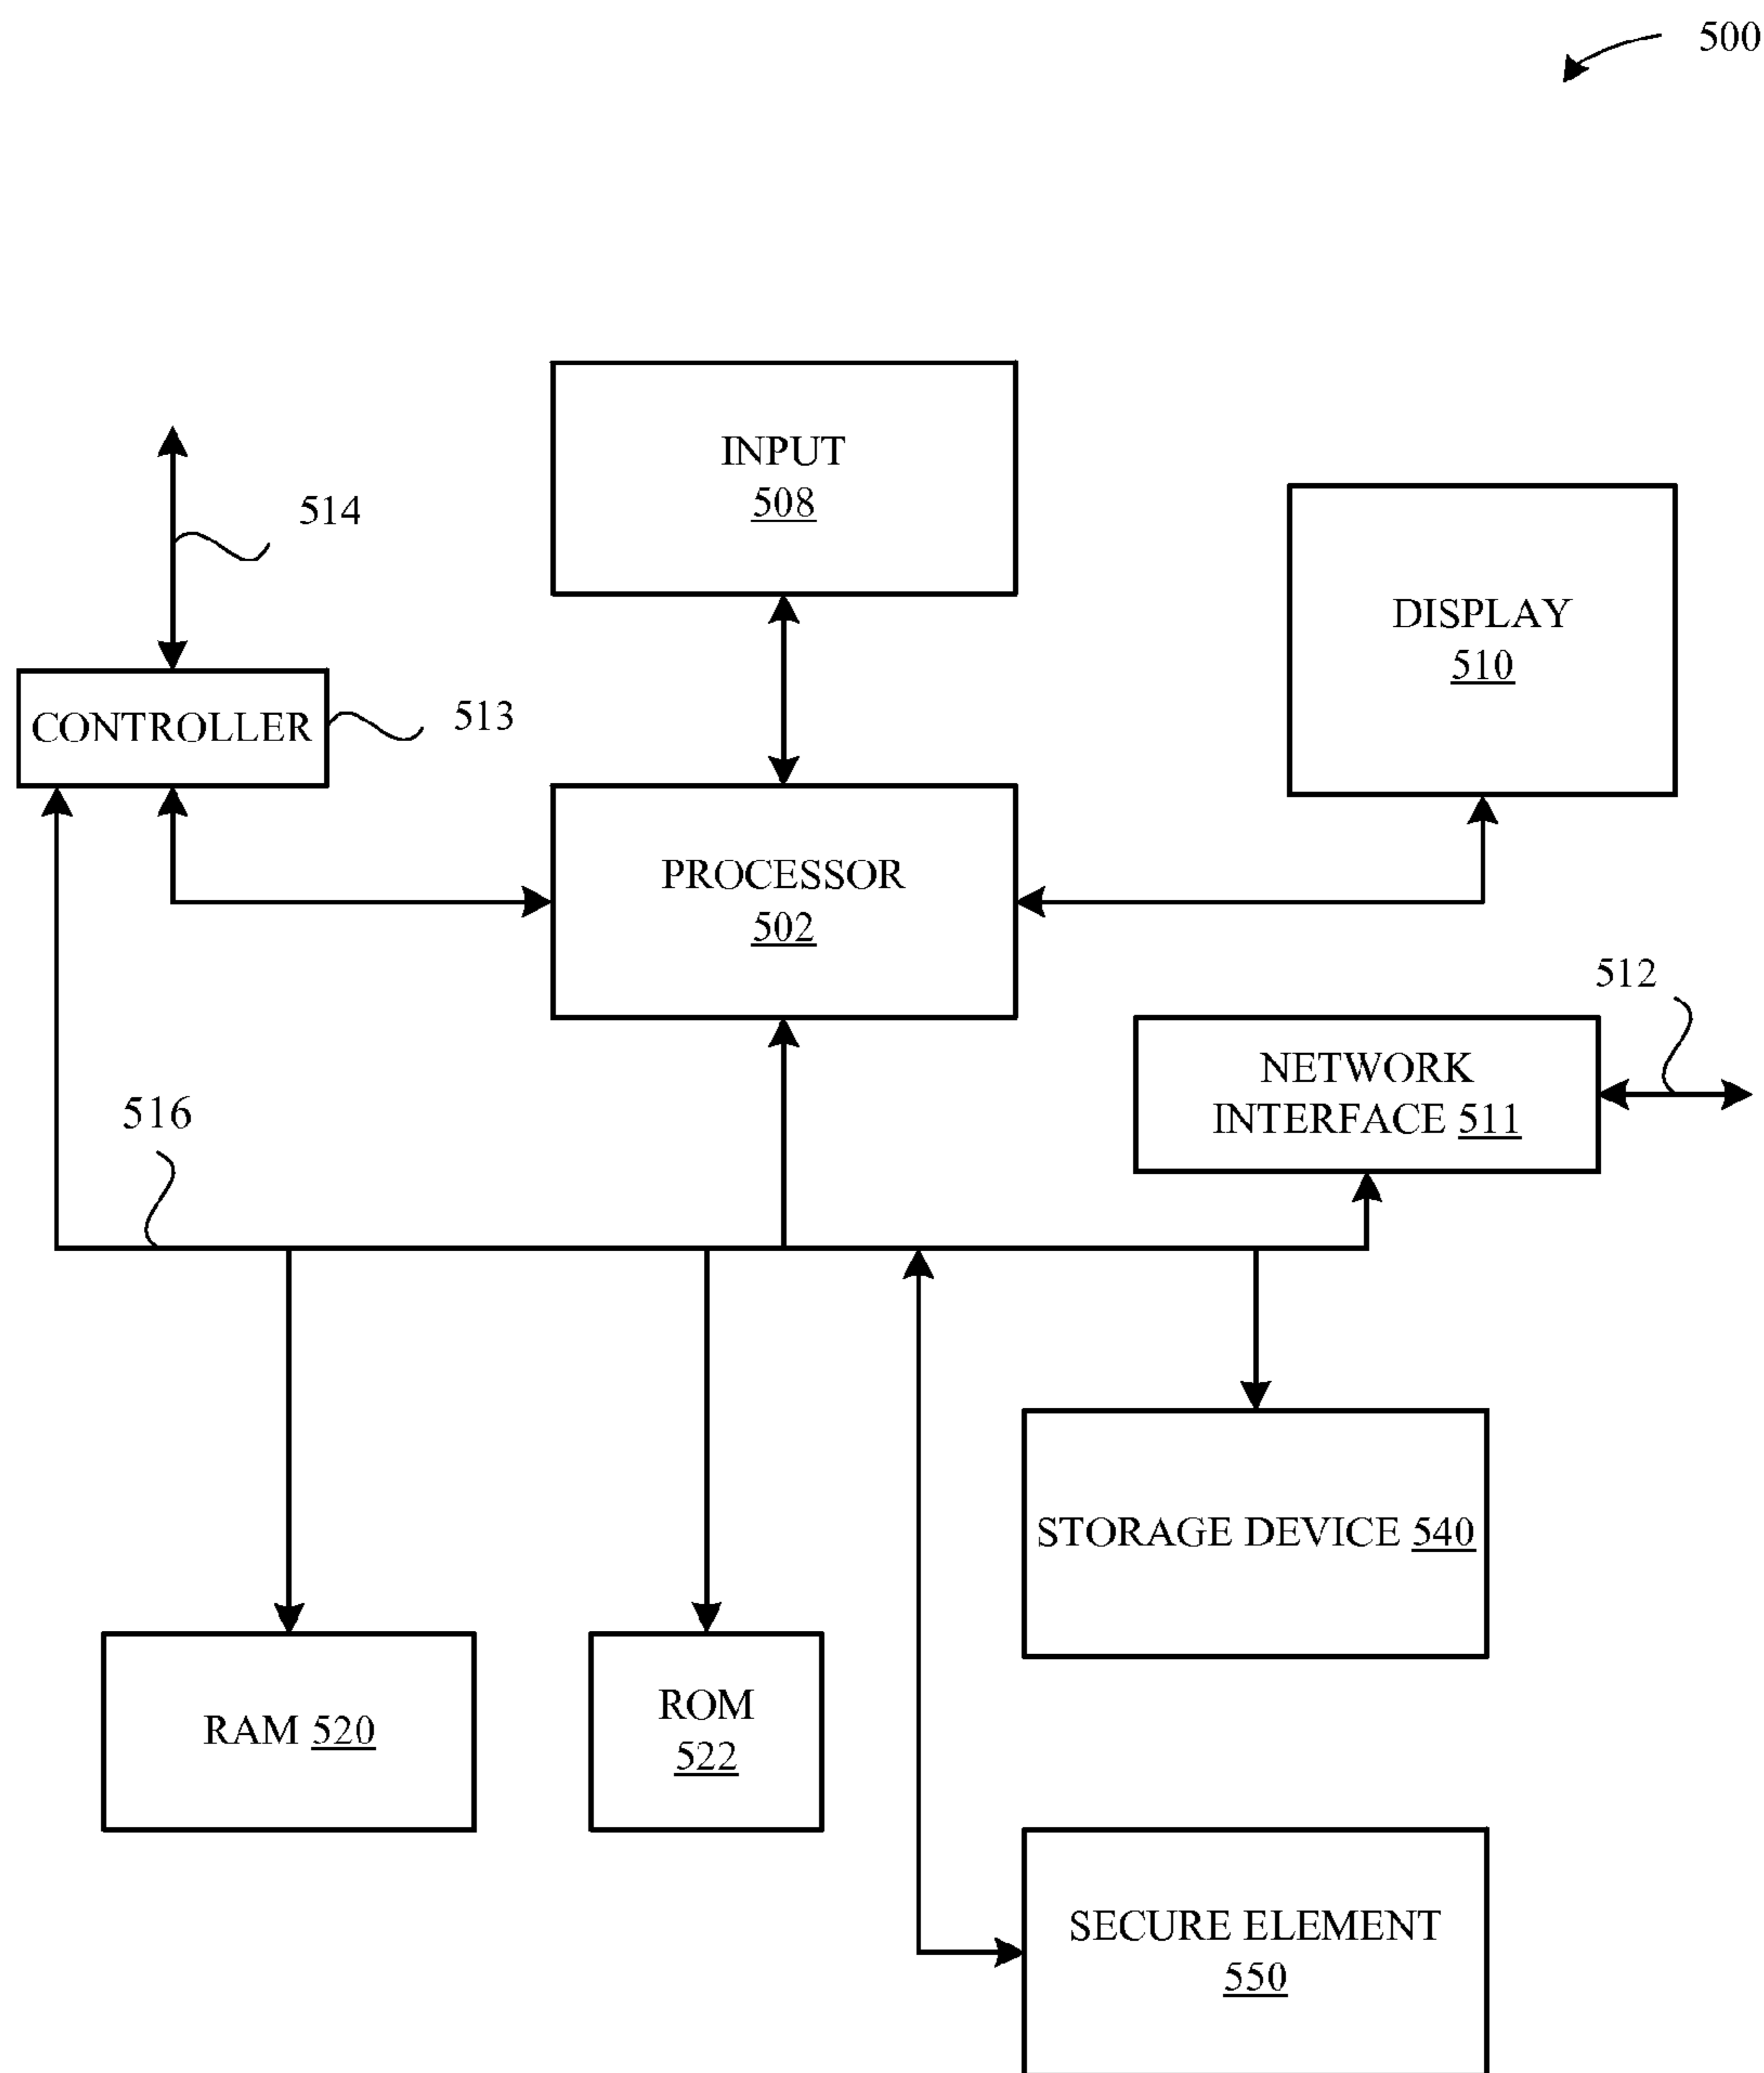 500
INPUT
508
514
DISPLAY
510
CONTROLLER
513
PROCESSOR
502
512
NETWORK
INTERFACE 511
516
STORAGE DEVICE 540
RAM 520
ROM
522
SECURE ELEMENT
550